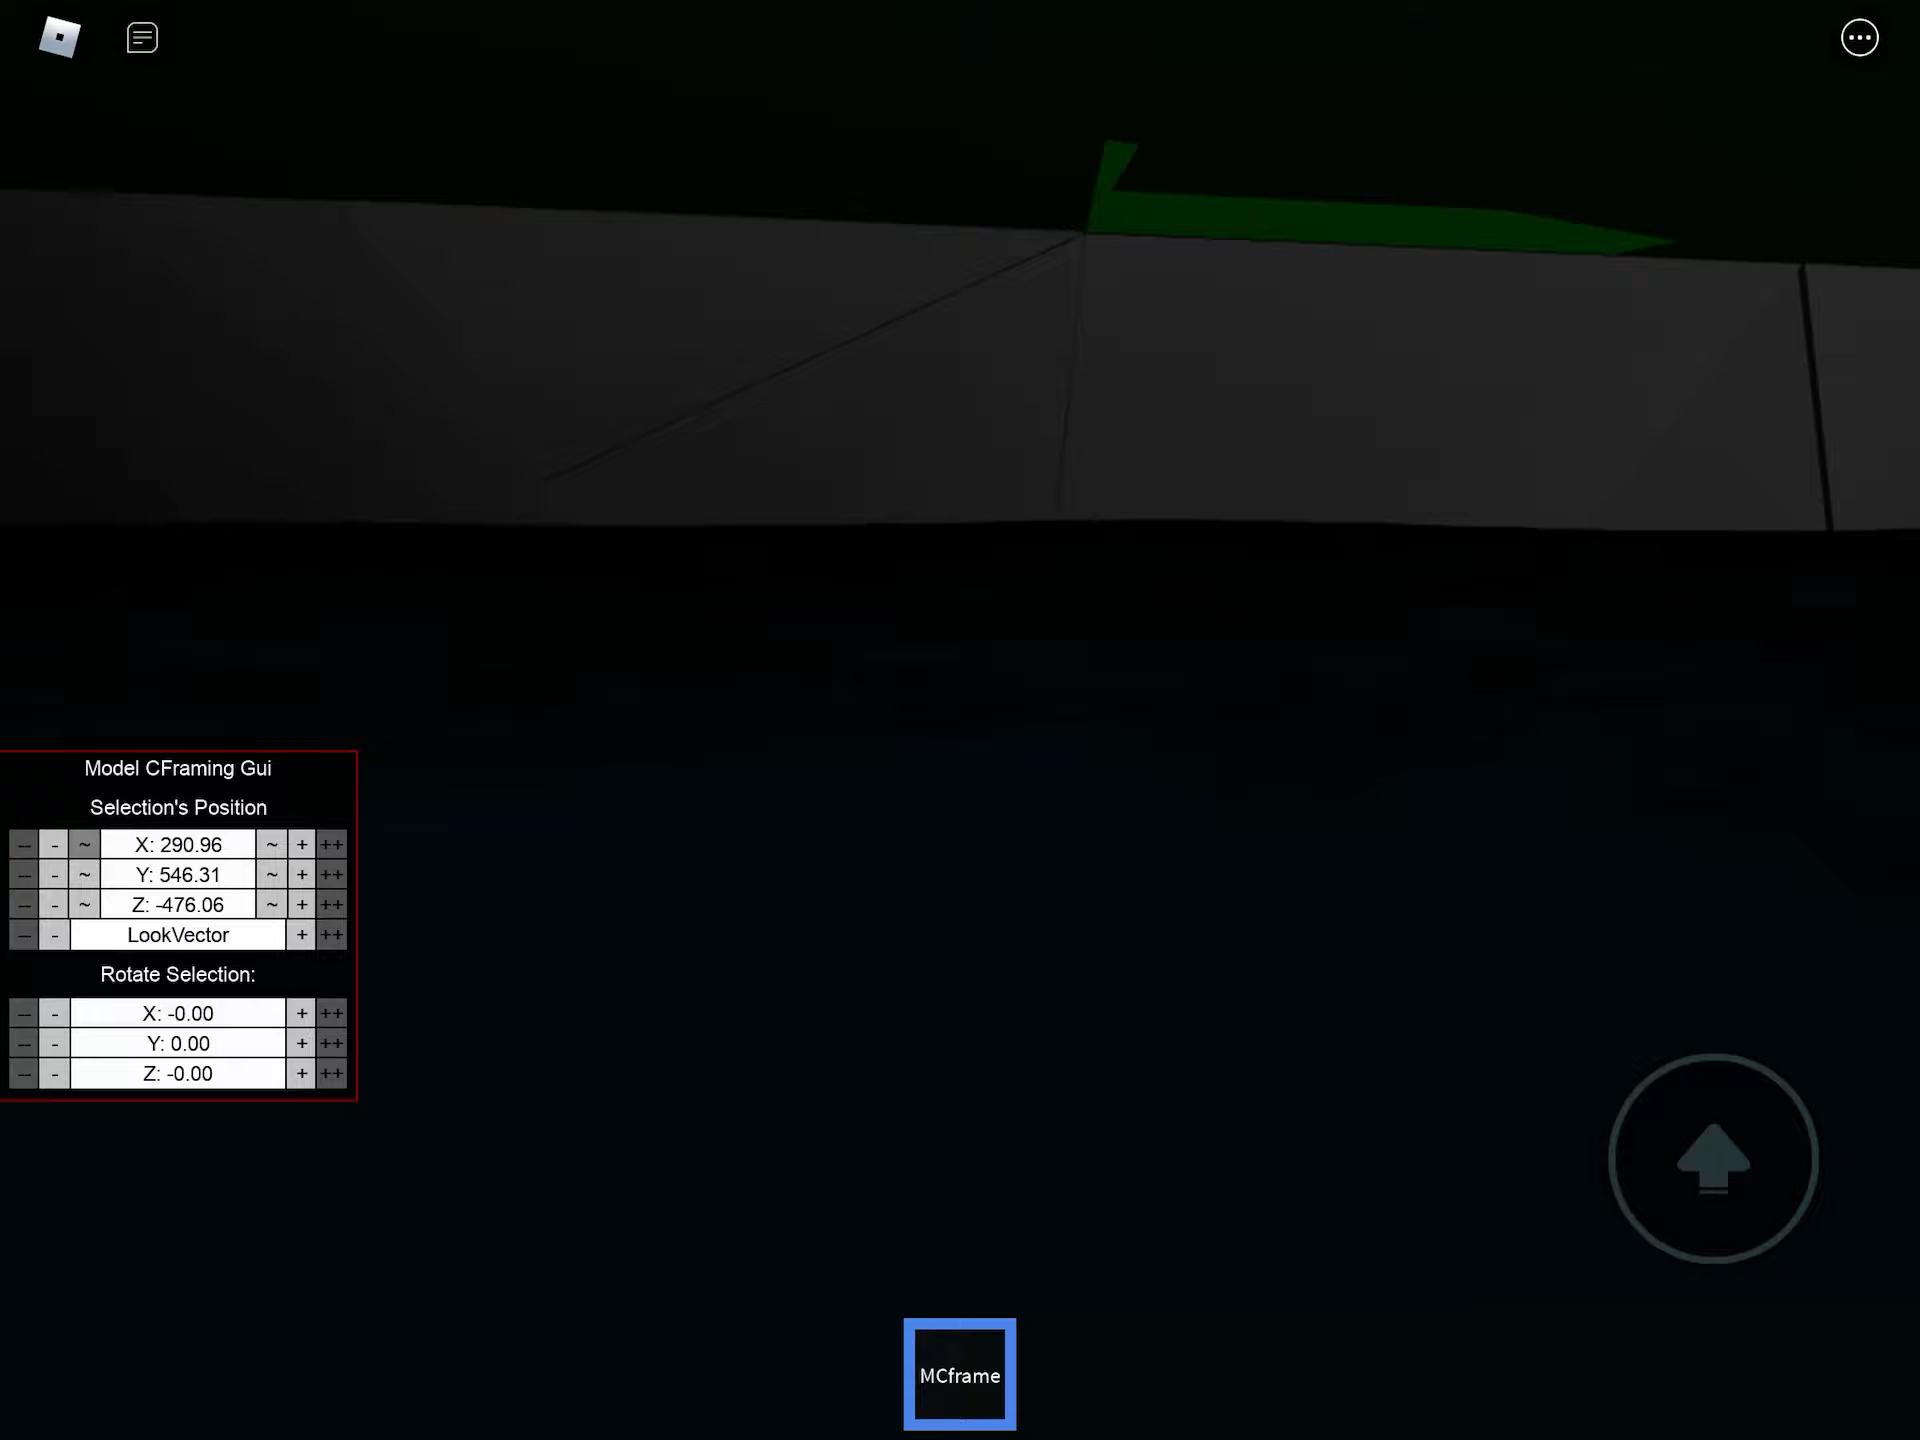 Model CFraming Gui
Selection's Position
-- - ~ X: 290.96 ~ + ++
-- - ~ Y: 546.31 ~ + ++
-- - ~ Z: -476.06 ~ + ++
-- - LookVector + ++
Rotate Selection:
-- - X: -0.00 + ++
-- - Y: 0.00 + ++
-- - Z: -0.00 + ++
MCframe